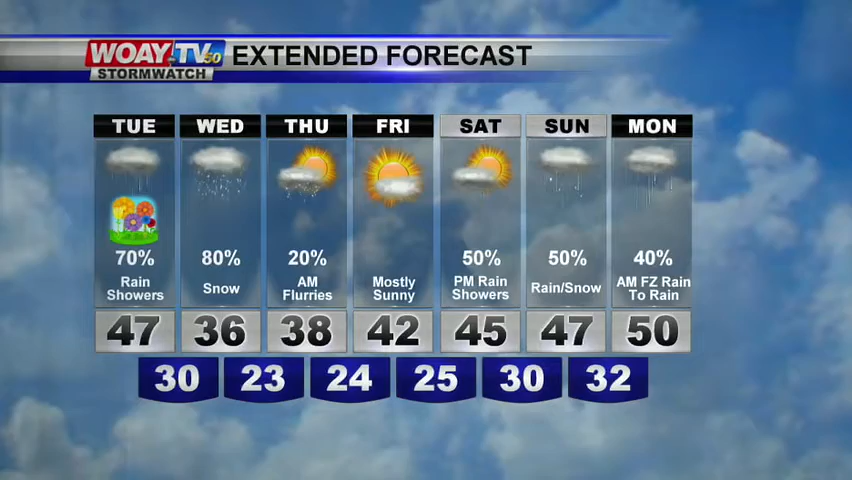 WOAY-TV 50
EXTENDED FORECAST
STORMWATCH
TUE WED THU FRI SAT SUN MON
70% 80% 20% 50% 50% 40%
Rain
Showers
Snow
AM
Flurries
Mostly
Sunny
PM Rain
Showers
Rain/Snow
AM FZ Rain
To Rain
47 36 38 42 45 47 50
30 23 24 25 30 32